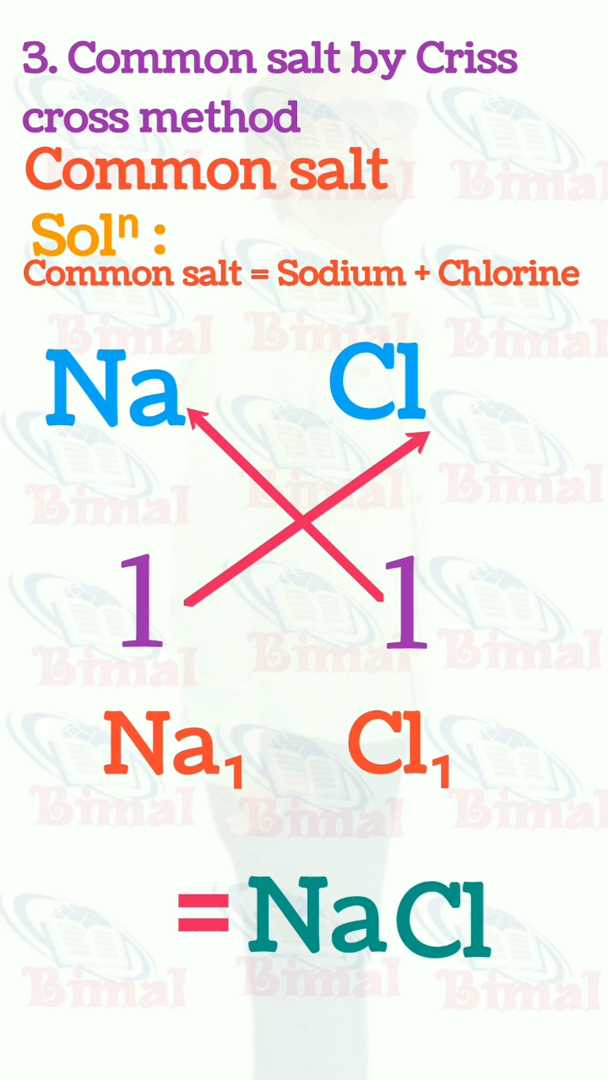 3. Common salt by Criss
cross method
Common salt
Solⁿ :
Common salt = Sodium + Chlorine
Na Cl
1 1
Na₁ Cl₁
= NaCl
Bimal